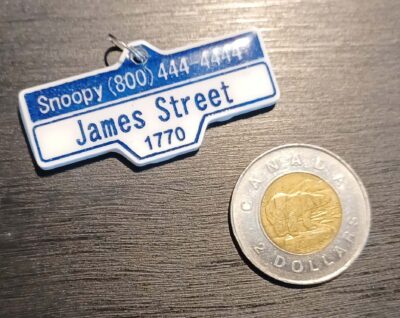 Snoopy (800) 444-4444
James Street
1770
CANADA
2 DOLLARS